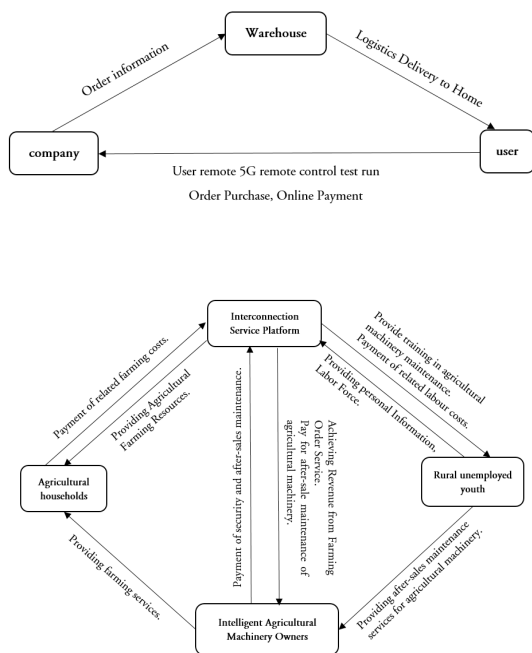 Warehouse
Order information
Logistics Delivery to Home
company
user
User remote 5G remote control test run
Order Purchase, Online Payment
Interconnection
Service Platform
Payment of related farming costs.
Providing Agricultural
Farming Resources.
Payment of security and after-sales maintenance.
Achieving Revenue from Farming
Order Service.
Pay for after-sale maintenance of
agricultural machinery.
Provide training in agricultural
machinery maintenance.
Payment of related labour costs.
Providing personal Information,
Labor Force.
Agricultural
households
Rural unemployed
youth
Providing farming services.
Providing after-sales maintenance
services for agricultural machinery.
Intelligent Agricultural
Machinery Owners